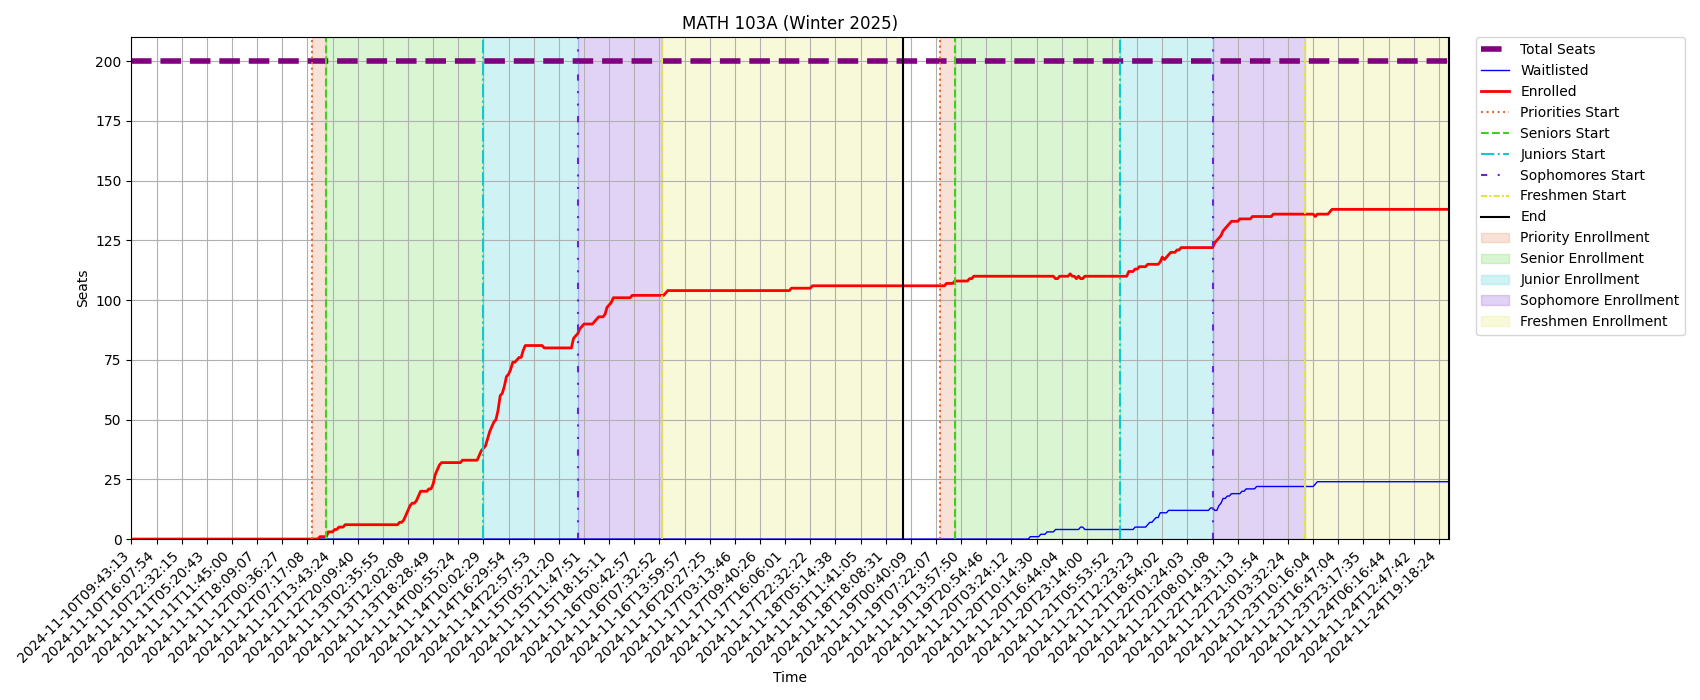 MATH 103A (Winter 2025)
Seats
200
175
150
125
100
75
50
25
0
2024-11-10T09:43:13
2024-11-10T16:07:54
2024-11-10T22:32:15
2024-11-11T05:20:43
2024-11-11T11:45:00
2024-11-11T18:09:07
2024-11-12T00:36:27
2024-11-12T07:17:08
2024-11-12T13:43:24
2024-11-12T20:09:40
2024-11-13T02:35:55
2024-11-13T12:02:08
2024-11-13T18:28:49
2024-11-14T00:55:24
2024-11-14T10:02:29
2024-11-14T16:29:54
2024-11-14T22:57:53
2024-11-15T05:21:20
2024-11-15T11:47:51
2024-11-15T18:15:11
2024-11-16T00:42:57
2024-11-16T07:32:52
2024-11-16T13:59:57
2024-11-16T20:27:23
2024-11-17T03:13:46
2024-11-17T09:40:26
2024-11-17T16:06:01
2024-11-17T22:32:22
2024-11-18T05:14:38
2024-11-18T11:41:05
2024-11-18T18:08:31
2024-11-19T00:40:09
2024-11-19T07:22:07
2024-11-19T13:57:50
2024-11-19T20:54:46
2024-11-20T03:24:12
2024-11-20T10:14:30
2024-11-20T16:44:04
2024-11-20T23:14:00
2024-11-21T05:53:52
2024-11-21T12:23:23
2024-11-21T18:54:02
2024-11-22T01:24:03
2024-11-22T08:01:08
2024-11-22T14:31:13
2024-11-22T21:01:54
2024-11-23T03:32:24
2024-11-23T10:16:04
2024-11-23T16:47:04
2024-11-23T23:17:35
2024-11-24T06:16:44
2024-11-24T12:47:42
2024-11-24T19:18:24
Time
Total Seats
Waitlisted
Enrolled
Priorities Start
Seniors Start
Juniors Start
Sophomores Start
Freshmen Start
End
Priority Enrollment
Senior Enrollment
Junior Enrollment
Sophomore Enrollment
Freshmen Enrollment